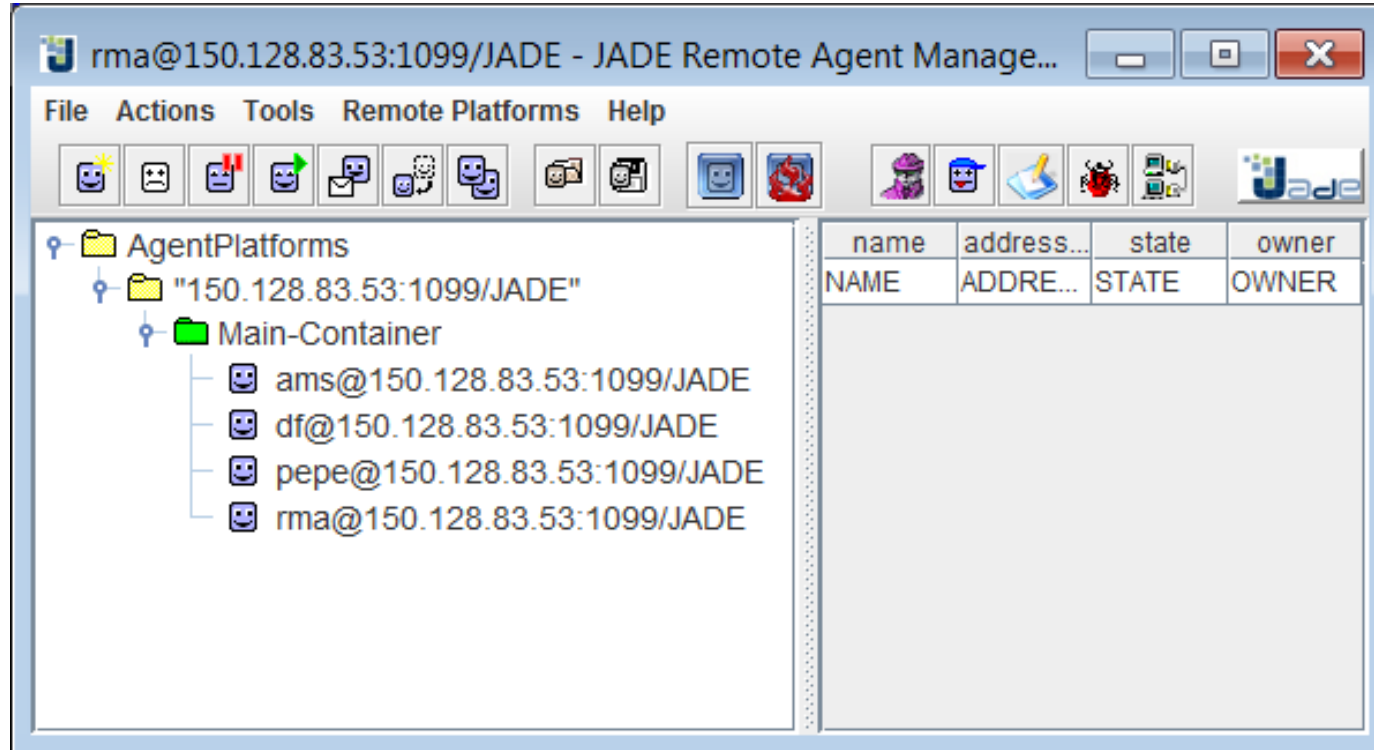 rma@150.128.83.53:1099/JADE - JADE Remote Agent Manage...
File Actions Tools Remote Platforms Help
Jade
AgentPlatforms
"150.128.83.53:1099/JADE"
Main-Container
ams@150.128.83.53:1099/JADE
df@150.128.83.53:1099/JADE
pepe@150.128.83.53:1099/JADE
rma@150.128.83.53:1099/JADE
name address... state owner
NAME ADDRE... STATE OWNER